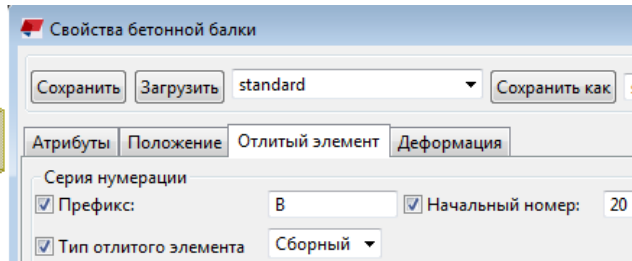 Свойства бетонной балки
Сохранить Загрузить standard Сохранить как
Атрибуты Положение Отлитый элемент Деформация
Серия нумерации
Префикс: B Начальный номер: 20
Тип отлитого элемента Сборный